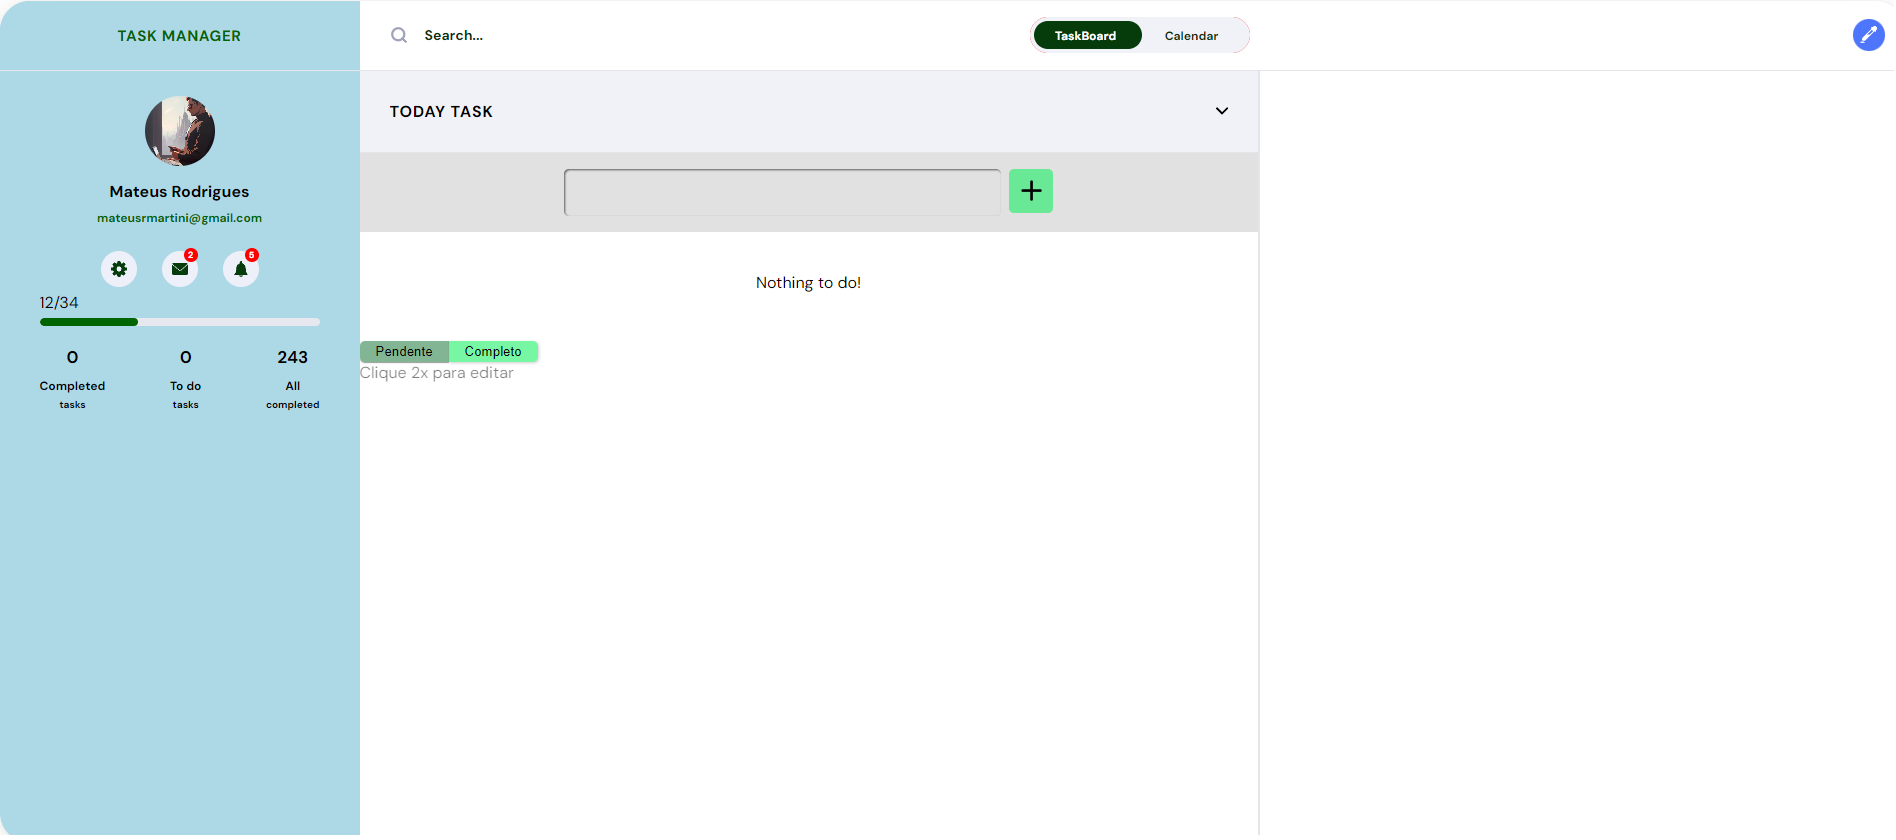 TASK MANAGER
Search...
TaskBoard
Calendar
Mateus Rodrigues
mateusrmartini@gmail.com
2
5
12/34
0
0
243
Completed
To do
All
tasks
tasks
completed
TODAY TASK
Nothing to do!
Pendente
Completo
Clique 2x para editar